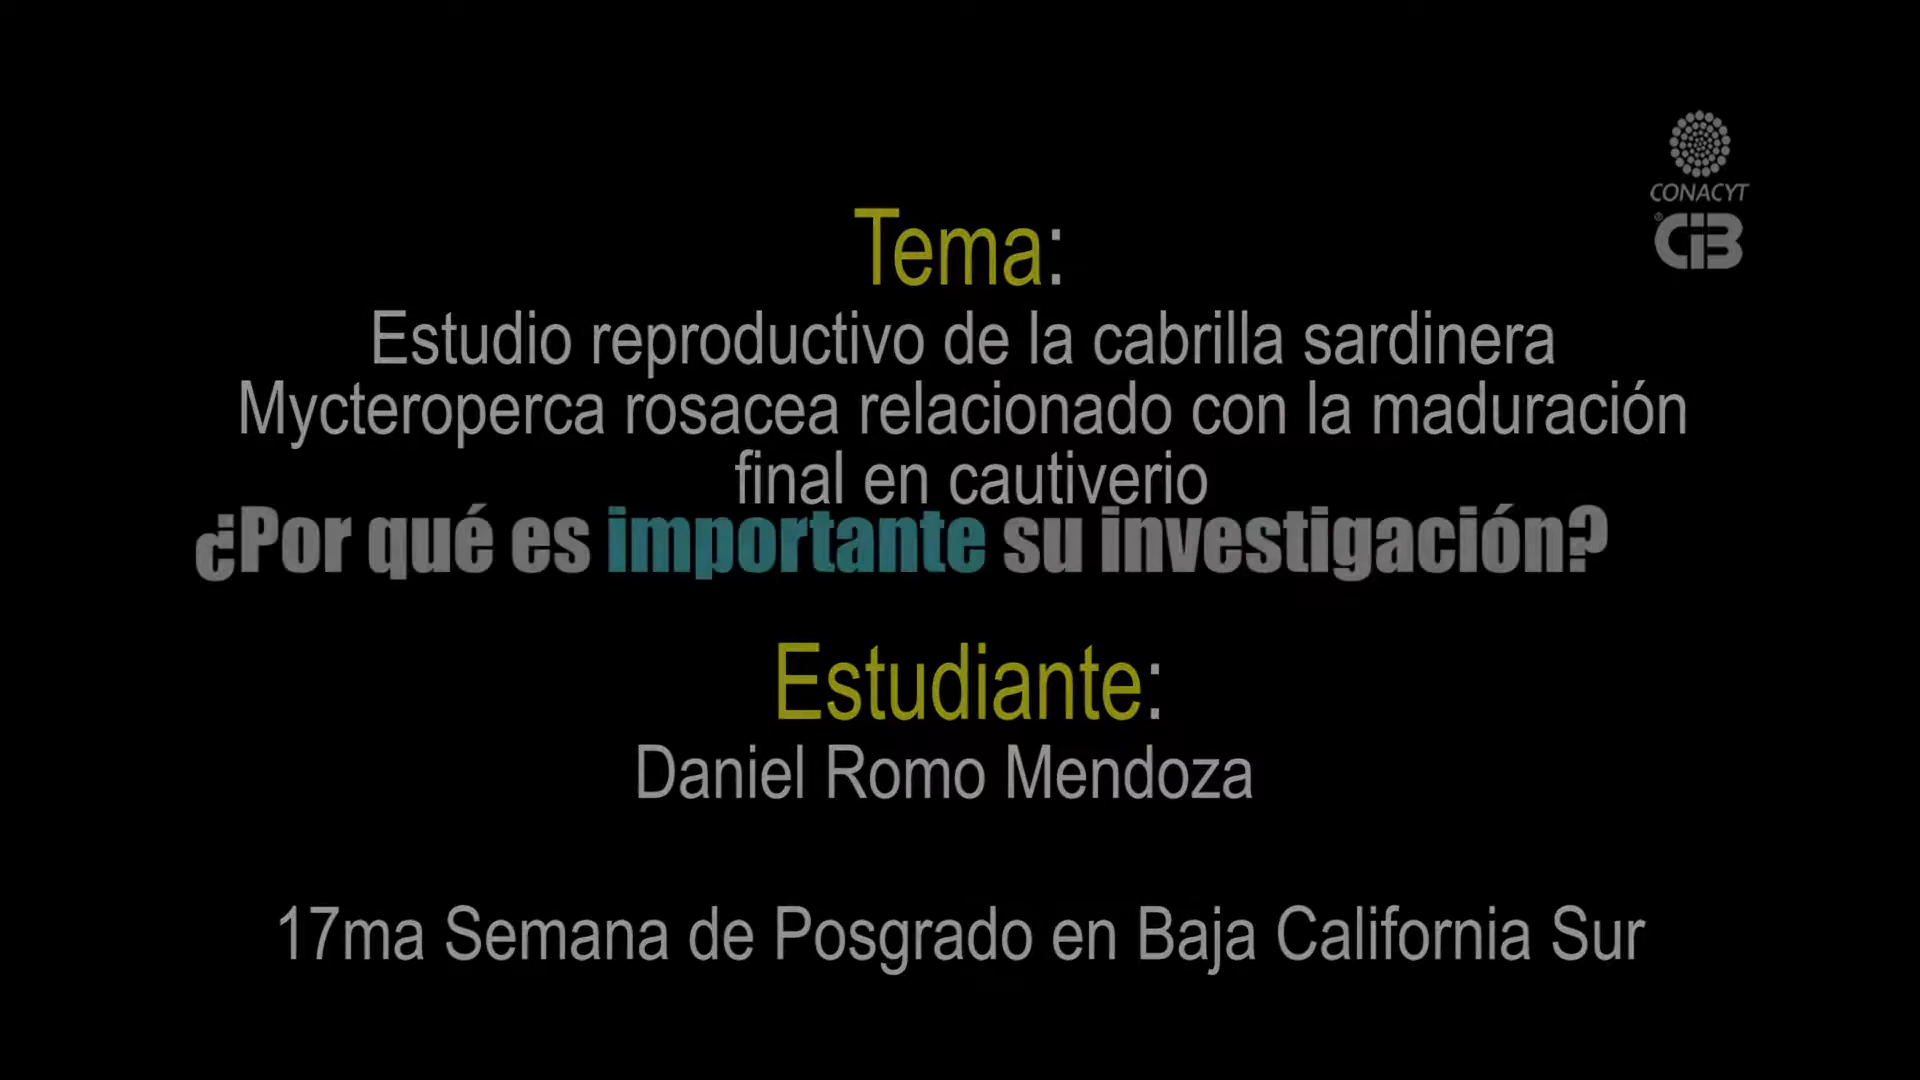 CONACYT
CIB
Tema:
Estudio reproductivo de la cabrilla sardinera
Mycteroperca rosacea relacionado con la maduración
final en cautiverio
¿Por qué es importante su investigación?
Estudiante:
Daniel Romo Mendoza
17ma Semana de Posgrado en Baja California Sur